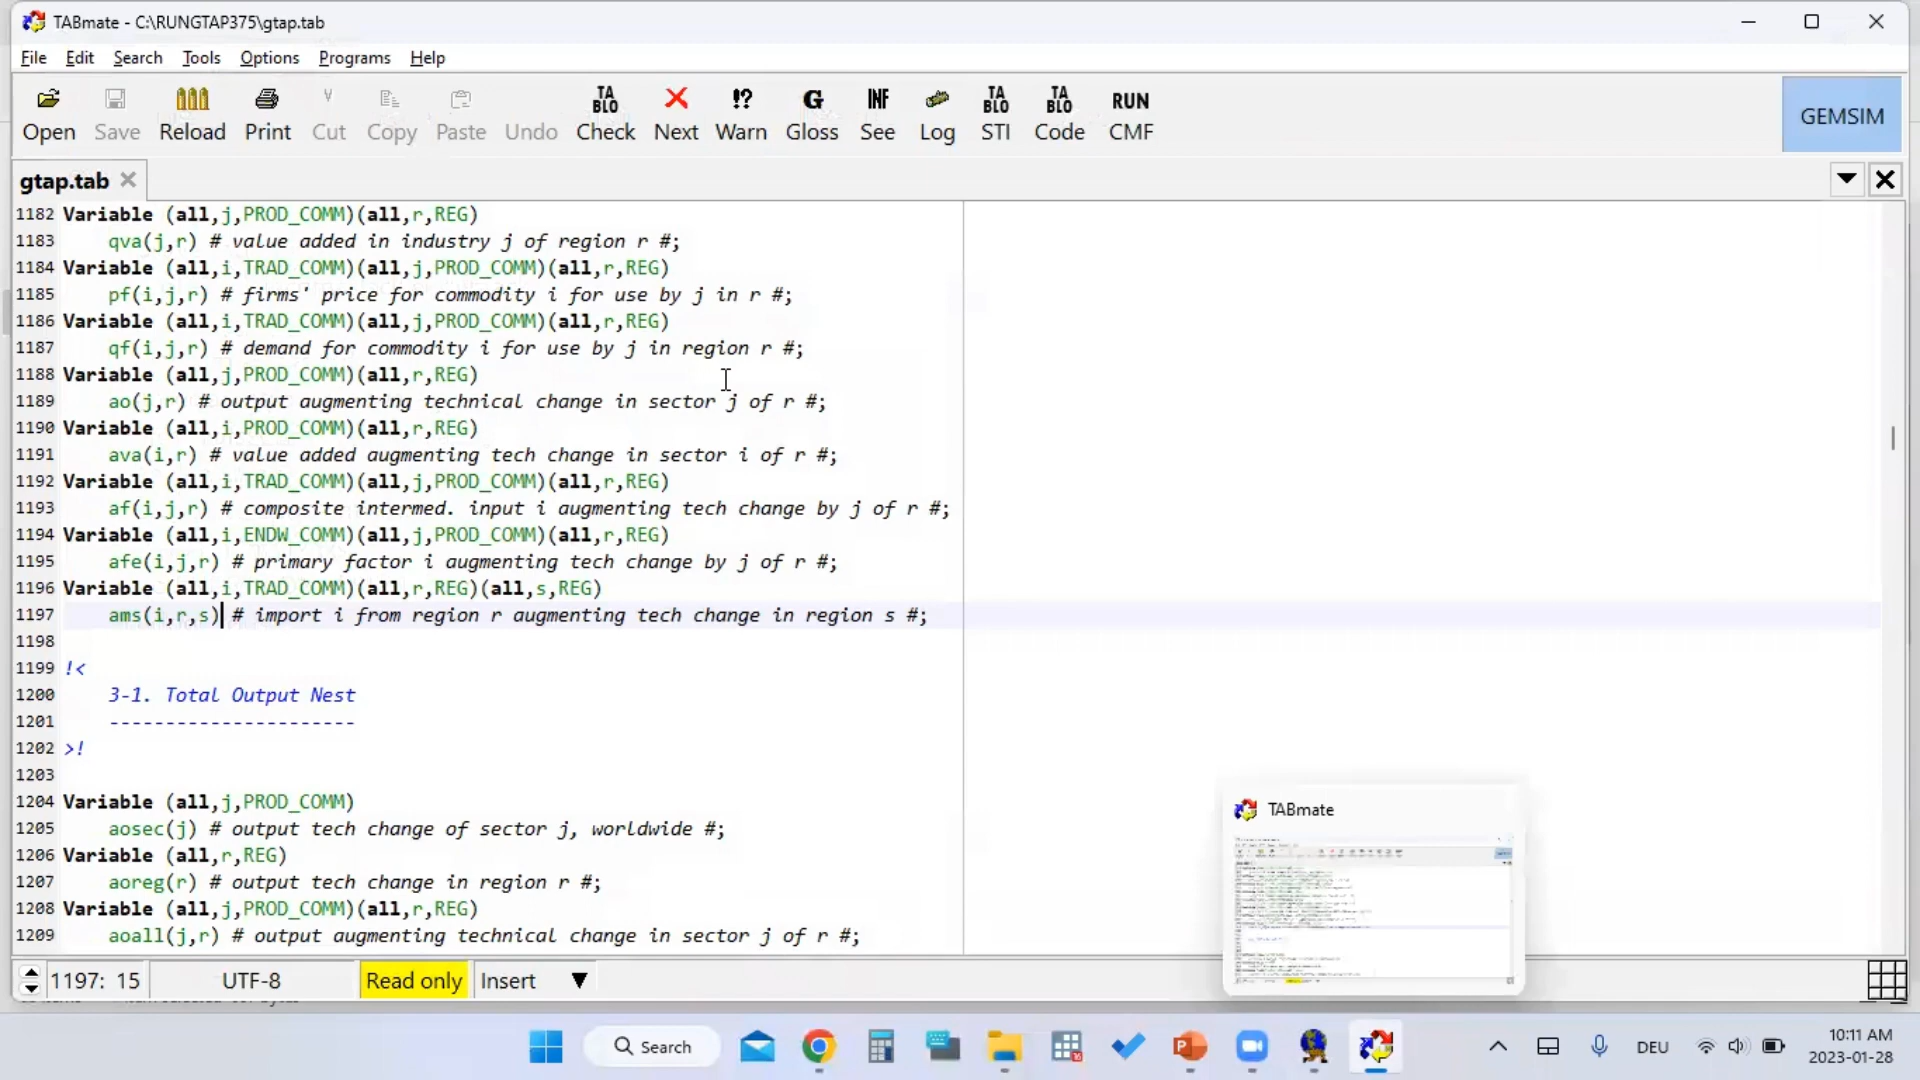 TABmate - C:\RUNGTAP375\gtap.tab
File Edit Search Tools Options Programs Help
TA BLO !? G INF TA BLO TA BLO RUN
Open Save Reload Print Cut Copy Paste Undo Check Next Warn Gloss See Log STI Code CMF
GEMSIM
gtap.tab
1182 Variable (all,j,PROD_COMM)(all,r,REG)
1183 qva(j,r) # value added in industry j of region r #;
1184 Variable (all,i,TRAD_COMM)(all,j,PROD_COMM)(all,r,REG)
1185 pf(i,j,r) # firms' price for commodity i for use by j in r #;
1186 Variable (all,i,TRAD_COMM)(all,j,PROD_COMM)(all,r,REG)
1187 qf(i,j,r) # demand for commodity i for use by j in region r #;
1188 Variable (all,j,PROD_COMM)(all,r,REG)
1189 ao(j,r) # output augmenting technical change in sector j of r #;
1190 Variable (all,i,PROD_COMM)(all,r,REG)
1191 ava(i,r) # value added augmenting tech change in sector i of r #;
1192 Variable (all,i,TRAD_COMM)(all,j,PROD_COMM)(all,r,REG)
1193 af(i,j,r) # composite intermed. input i augmenting tech change by j of r #;
1194 Variable (all,i,ENDW_COMM)(all,j,PROD_COMM)(all,r,REG)
1195 afe(i,j,r) # primary factor i augmenting tech change by j of r #;
1196 Variable (all,i,TRAD_COMM)(all,r,REG)(all,s,REG)
1197 ams(i,r,s) # import i from region r augmenting tech change in region s #;
1198
1199 !<
1200 3-1. Total Output Nest
1201 ----------------------
1202 >!
1203
1204 Variable (all,j,PROD_COMM)
1205 aosec(j) # output tech change of sector j, worldwide #;
1206 Variable (all,r,REG)
1207 aoreg(r) # output tech change in region r #;
1208 Variable (all,j,PROD_COMM)(all,r,REG)
1209 aoall(j,r) # output augmenting technical change in sector j of r #;
TABmate
1197: 15 UTF-8 Read only Insert
Search
DEU
10:11 AM
2023-01-28